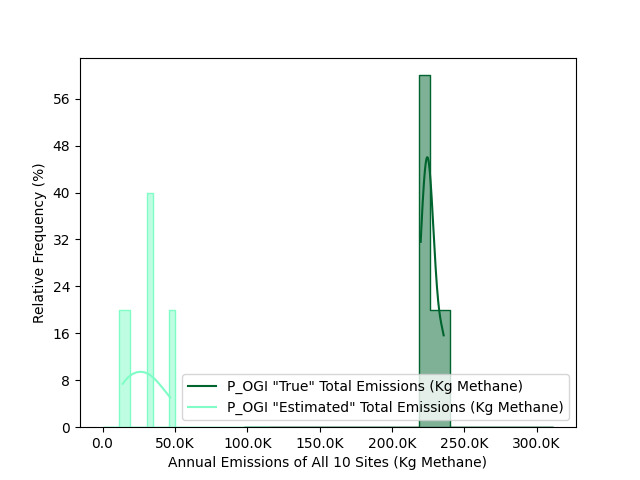 Relative Frequency (%)
56
48
40
32
24
16
8
0
P_OGI "True" Total Emissions (Kg Methane)
P_OGI "Estimated" Total Emissions (Kg Methane)
0.0 50.0K 100.0K 150.0K 200.0K 250.0K 300.0K
Annual Emissions of All 10 Sites (Kg Methane)